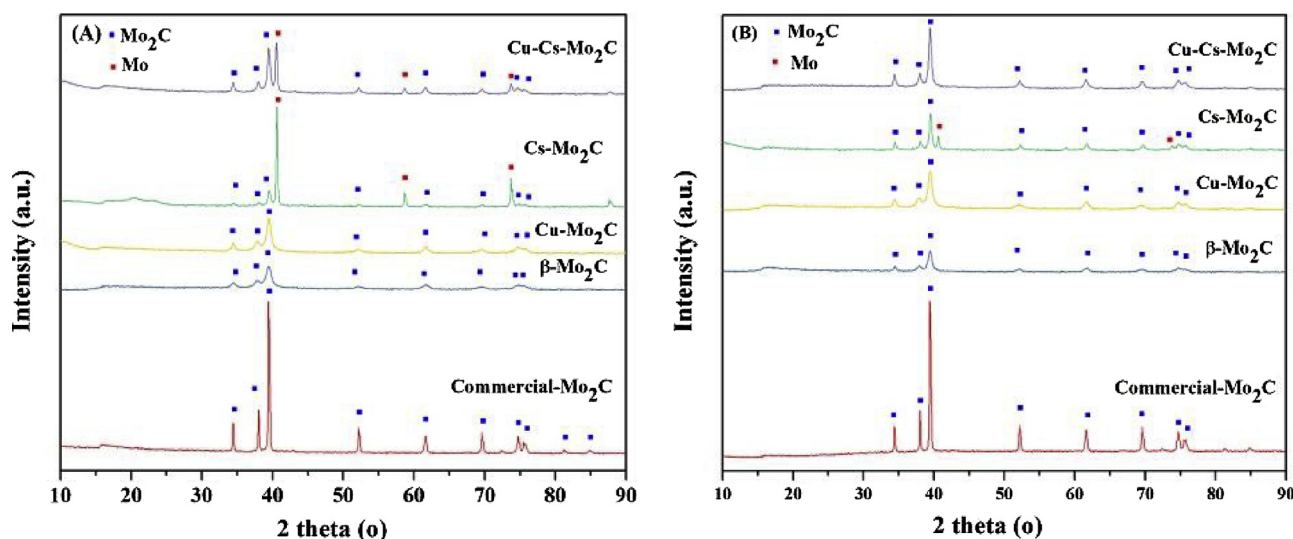 (A)
Mo2C
Mo
Cu-Cs-Mo2C
Cs-Mo2C
Cu-Mo2C
β-Mo2C
Commercial-Mo2C
Intensity (a.u.)
10 20 30 40 50 60 70 80 90
2 theta (o)
(B)
Mo2C
Mo
Cu-Cs-Mo2C
Cs-Mo2C
Cu-Mo2C
β-Mo2C
Commercial-Mo2C
Intensity (a.u.)
10 20 30 40 50 60 70 80 90
2 theta (o)